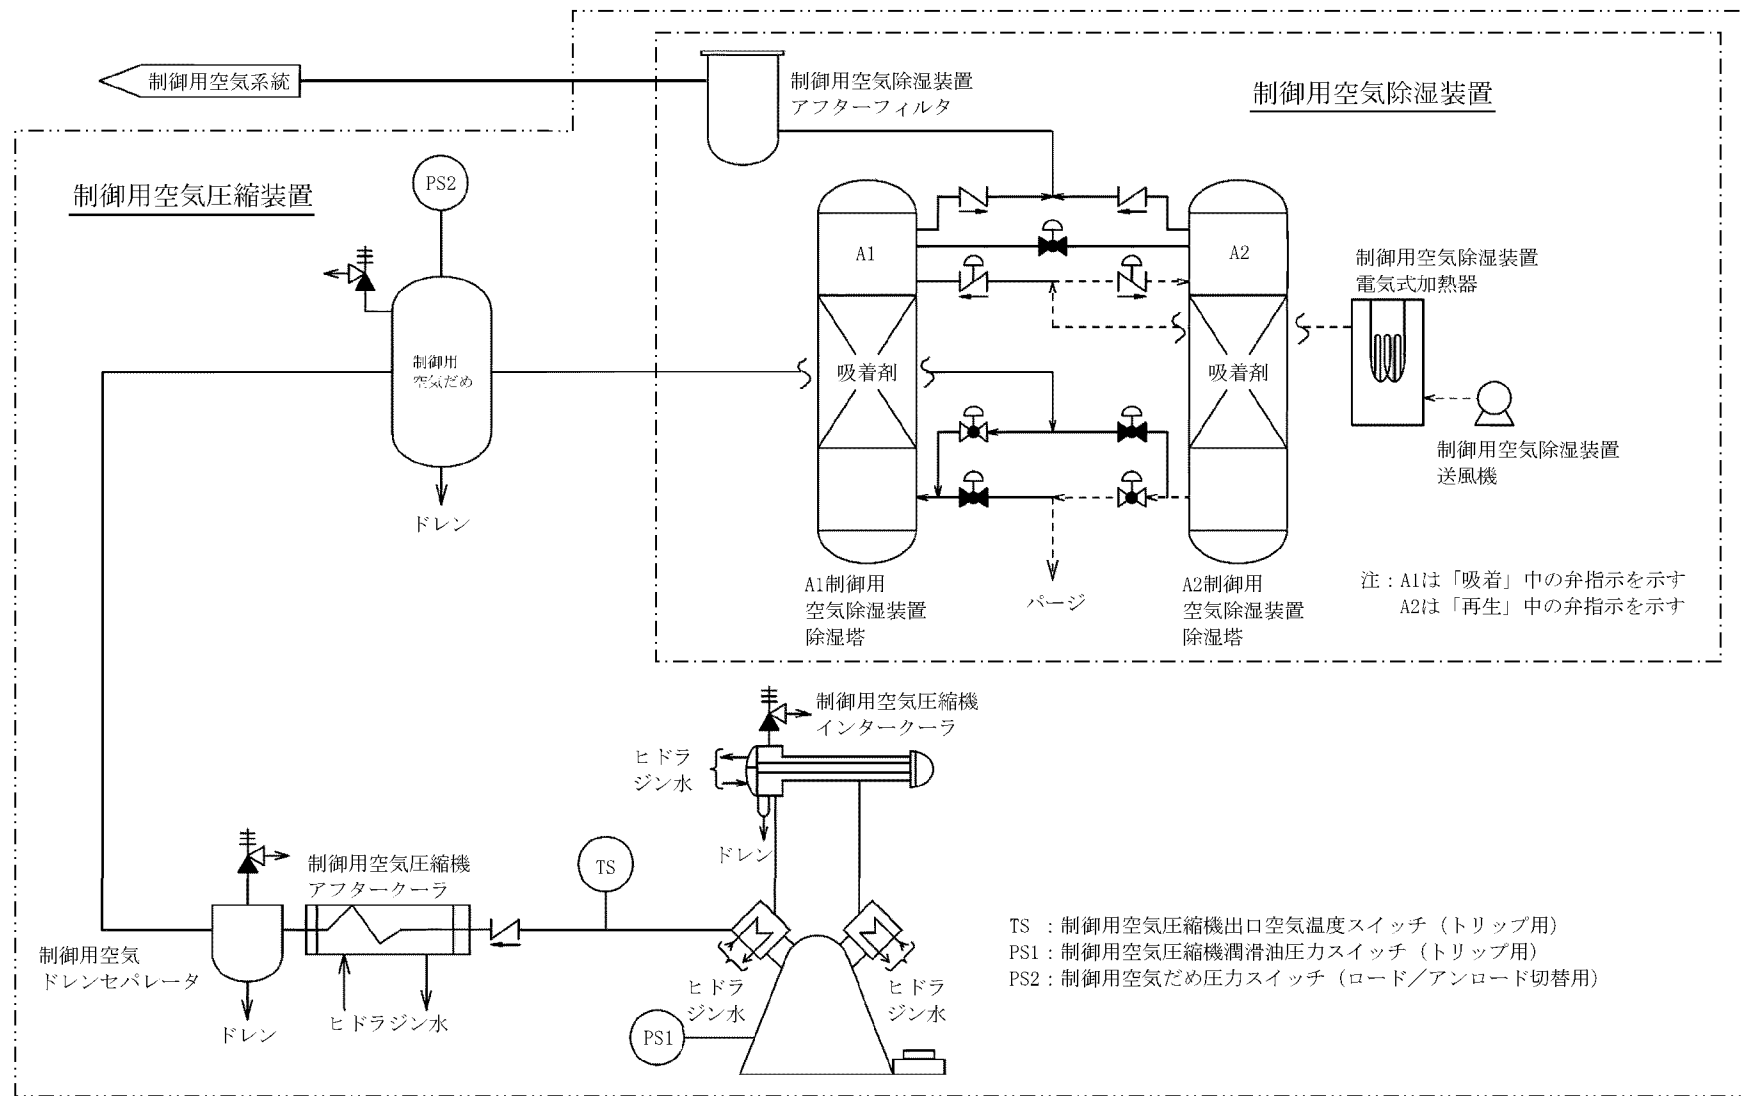 制御用空気系統
制御用空気除湿装置
アフターフィルタ
制御用空気除湿装置
制御用空気圧縮装置
PS2
A1
A2
制御用空気除湿装置
電気式加熱器
制御用
空気だめ
吸着剤
吸着剤
制御用空気除湿装置
送風機
ドレン
A1制御用
空気除湿装置
除湿塔
パージ
A2制御用
空気除湿装置
除湿塔
注：A1は「吸着」中の弁指示を示す
A2は「再生」中の弁指示を示す
制御用空気圧縮機
インタークーラ
ヒドラ
ジン水
ドレン
制御用空気圧縮機
アフタークーラ
TS
制御用空気
ドレンセパレータ
ドレン
ヒドラジン水
ヒドラ
ジン水
ヒドラ
ジン水
PS1
TS ：制御用空気圧縮機出口空気温度スイッチ（トリップ用）
PS1：制御用空気圧縮機潤滑油圧力スイッチ（トリップ用）
PS2：制御用空気だめ圧力スイッチ（ロード／アンロード切替用）